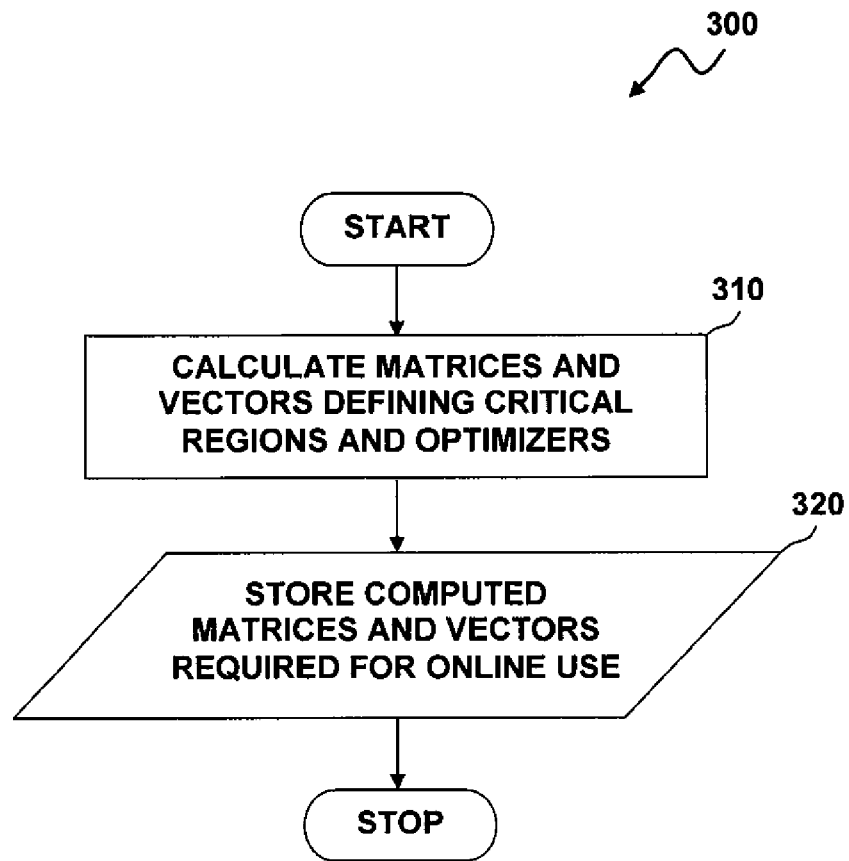 300
START
310
CALCULATE MATRICES AND
VECTORS DEFINING CRITICAL
REGIONS AND OPTIMIZERS
320
STORE COMPUTED
MATRICES AND VECTORS
REQUIRED FOR ONLINE USE
STOP